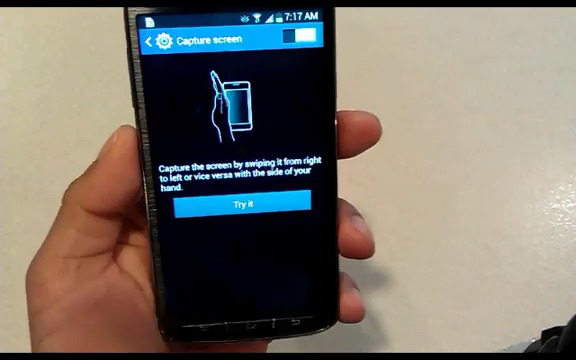 7:17 AM
Capture screen
Capture the screen by swiping it from right
to left or vice versa with the side of your
hand.
Try it